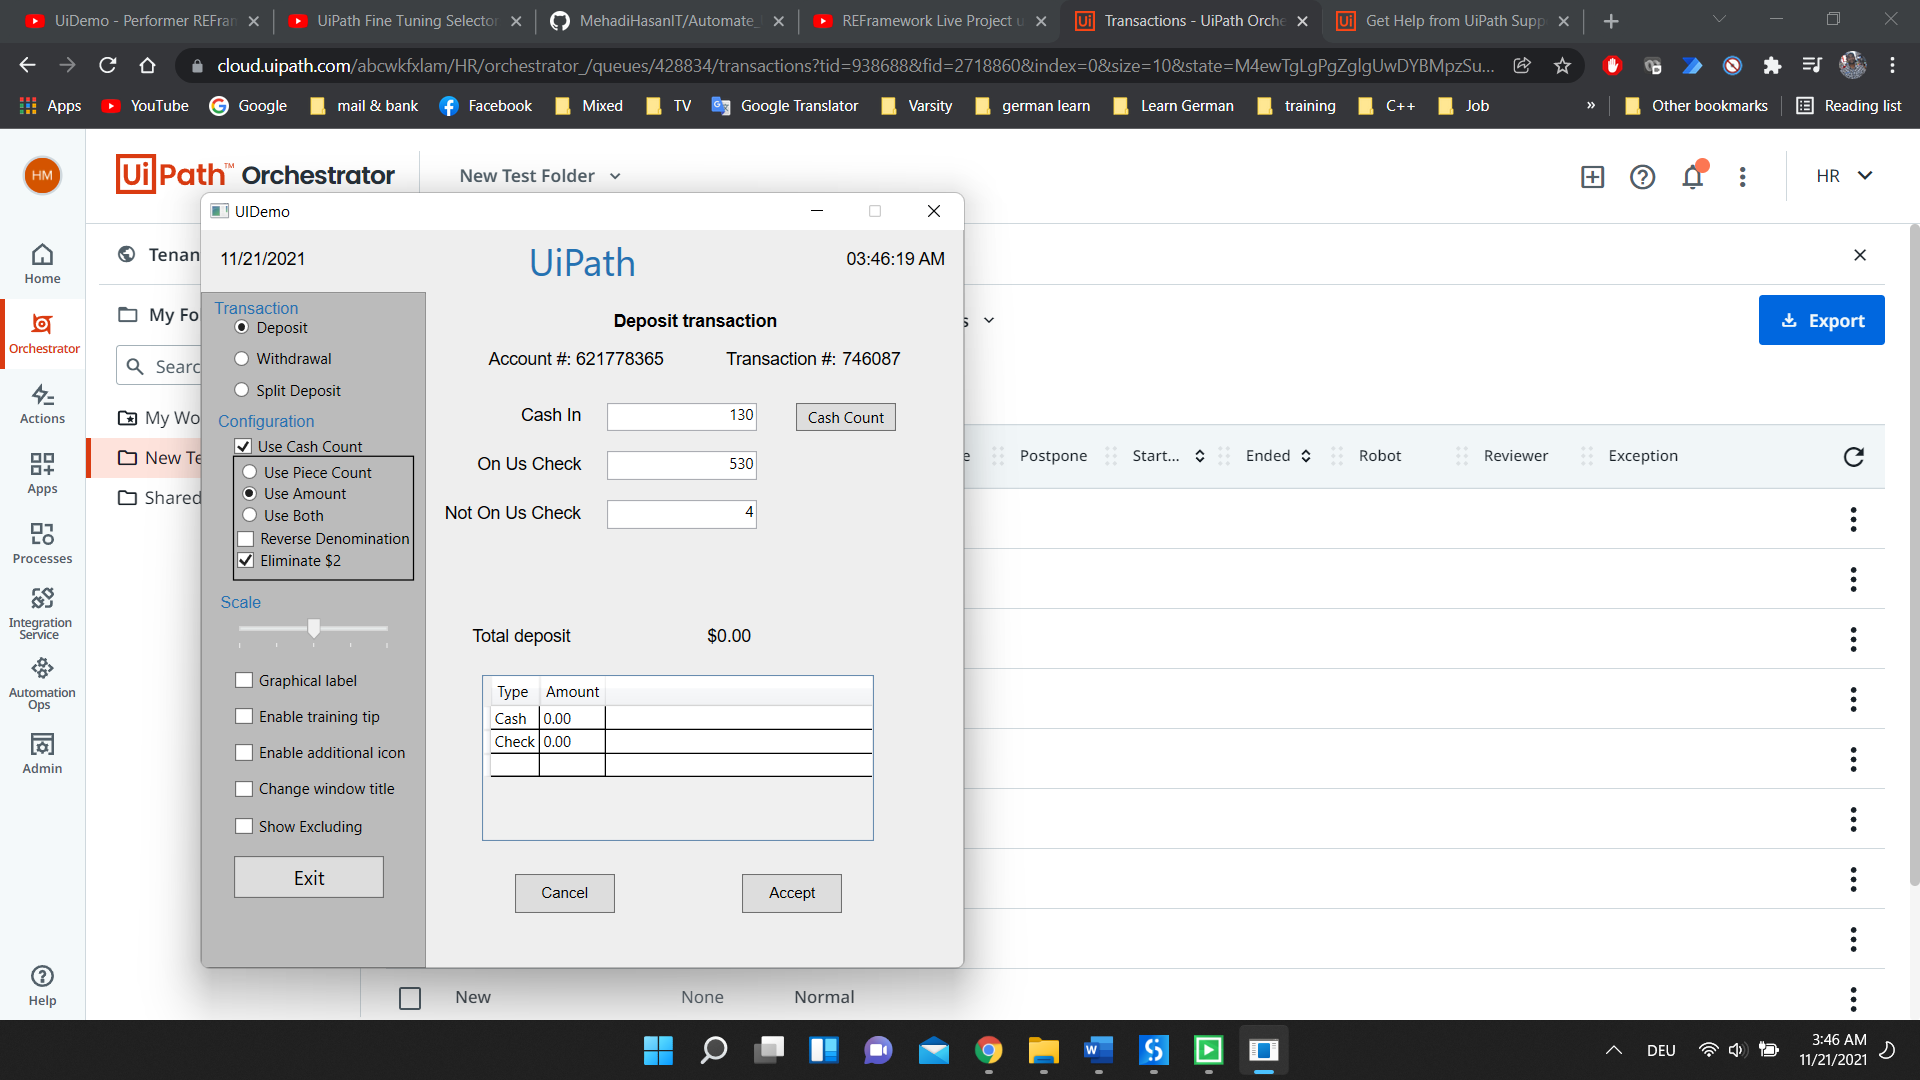 UiDemo - Performer REFran
UiPath Fine Tuning Selector
MehadiHasanIT/Automate_
REFramework Live Project u
Transactions - UiPath Orche
Get Help from UiPath Supp
cloud.uipath.com/abcwkfxlam/HR/orchestrator_/queues/428834/transactions?tid=938688&fid=2718860&index=0&size=10&state=M4ewTgLgPgZglgUwDYBMpzSu...
Apps
YouTube
Google
mail & bank
Facebook
Mixed
TV
Google Translator
Varsity
german learn
Learn German
training
C++
Job
»
Other bookmarks
Reading list
HM
UiPath™ Orchestrator
New Test Folder
HR
Home
Orchestrator
Actions
Apps
Processes
Integration
Service
Automation
Ops
Admin
Help
Tenan
My Fo
Searc
My Wo
New Te
Shared
UIDemo
11/21/2021
UiPath
03:46:19 AM
Transaction
Deposit
Withdrawal
Split Deposit
Configuration
Use Cash Count
Use Piece Count
Use Amount
Use Both
Reverse Denomination
Eliminate $2
Scale
Graphical label
Enable training tip
Enable additional icon
Change window title
Show Excluding
Exit
Deposit transaction
Account #: 621778365
Transaction #: 746087
Cash In
130
Cash Count
On Us Check
530
Not On Us Check
4
Total deposit
$0.00
Type Amount
Cash 0.00
Check 0.00
Cancel
Accept
s
Export
e
Postpone
Start...
Ended
Robot
Reviewer
Exception
New
None
Normal
DEU
3:46 AM
11/21/2021